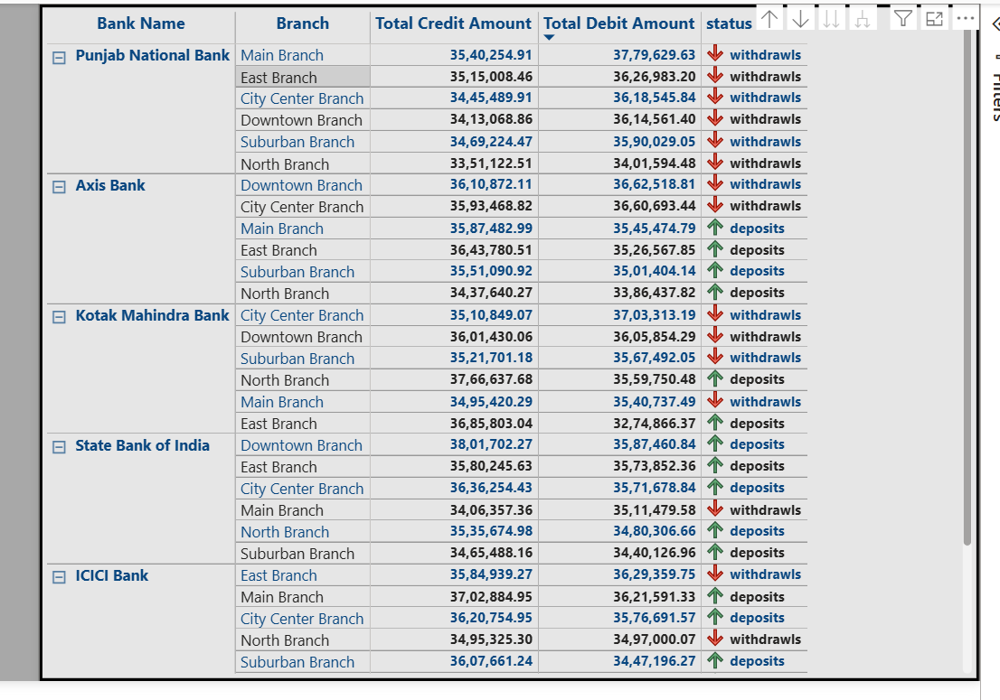 Bank Name Branch Total Credit Amount Total Debit Amount status
Punjab National Bank Main Branch 35,40,254.91 37,79,629.63 withdrawls
East Branch 35,15,008.46 36,26,983.20 withdrawls
City Center Branch 34,45,489.91 36,18,545.84 withdrawls
Downtown Branch 34,13,068.86 36,14,561.40 withdrawls
Suburban Branch 34,69,224.47 35,90,029.05 withdrawls
North Branch 33,51,122.51 34,01,594.48 withdrawls
Axis Bank Downtown Branch 36,10,872.11 36,62,518.81 withdrawls
City Center Branch 35,93,468.82 36,60,693.44 withdrawls
Main Branch 35,87,482.99 35,45,474.79 deposits
East Branch 36,43,780.51 35,26,567.85 deposits
Suburban Branch 35,51,090.92 35,01,404.14 deposits
North Branch 34,37,640.27 33,86,437.82 deposits
Kotak Mahindra Bank City Center Branch 35,10,849.07 37,03,313.19 withdrawls
Downtown Branch 36,01,430.06 36,05,854.29 withdrawls
Suburban Branch 35,21,701.18 35,67,492.05 withdrawls
North Branch 37,66,637.68 35,59,750.48 deposits
Main Branch 34,95,420.29 35,40,737.49 withdrawls
East Branch 36,85,803.04 32,74,866.37 deposits
State Bank of India Downtown Branch 38,01,702.27 35,87,460.84 deposits
East Branch 35,80,245.63 35,73,852.36 deposits
City Center Branch 36,36,254.43 35,71,678.84 deposits
Main Branch 34,06,357.36 35,11,479.58 withdrawls
North Branch 35,35,674.98 34,80,306.66 deposits
Suburban Branch 34,65,488.16 34,40,126.96 deposits
ICICI Bank East Branch 35,84,939.27 36,29,359.75 withdrawls
Main Branch 37,02,884.95 36,21,591.33 deposits
City Center Branch 36,20,754.95 35,76,691.57 deposits
North Branch 34,95,325.30 34,97,000.07 withdrawls
Suburban Branch 36,07,661.24 34,47,196.27 deposits